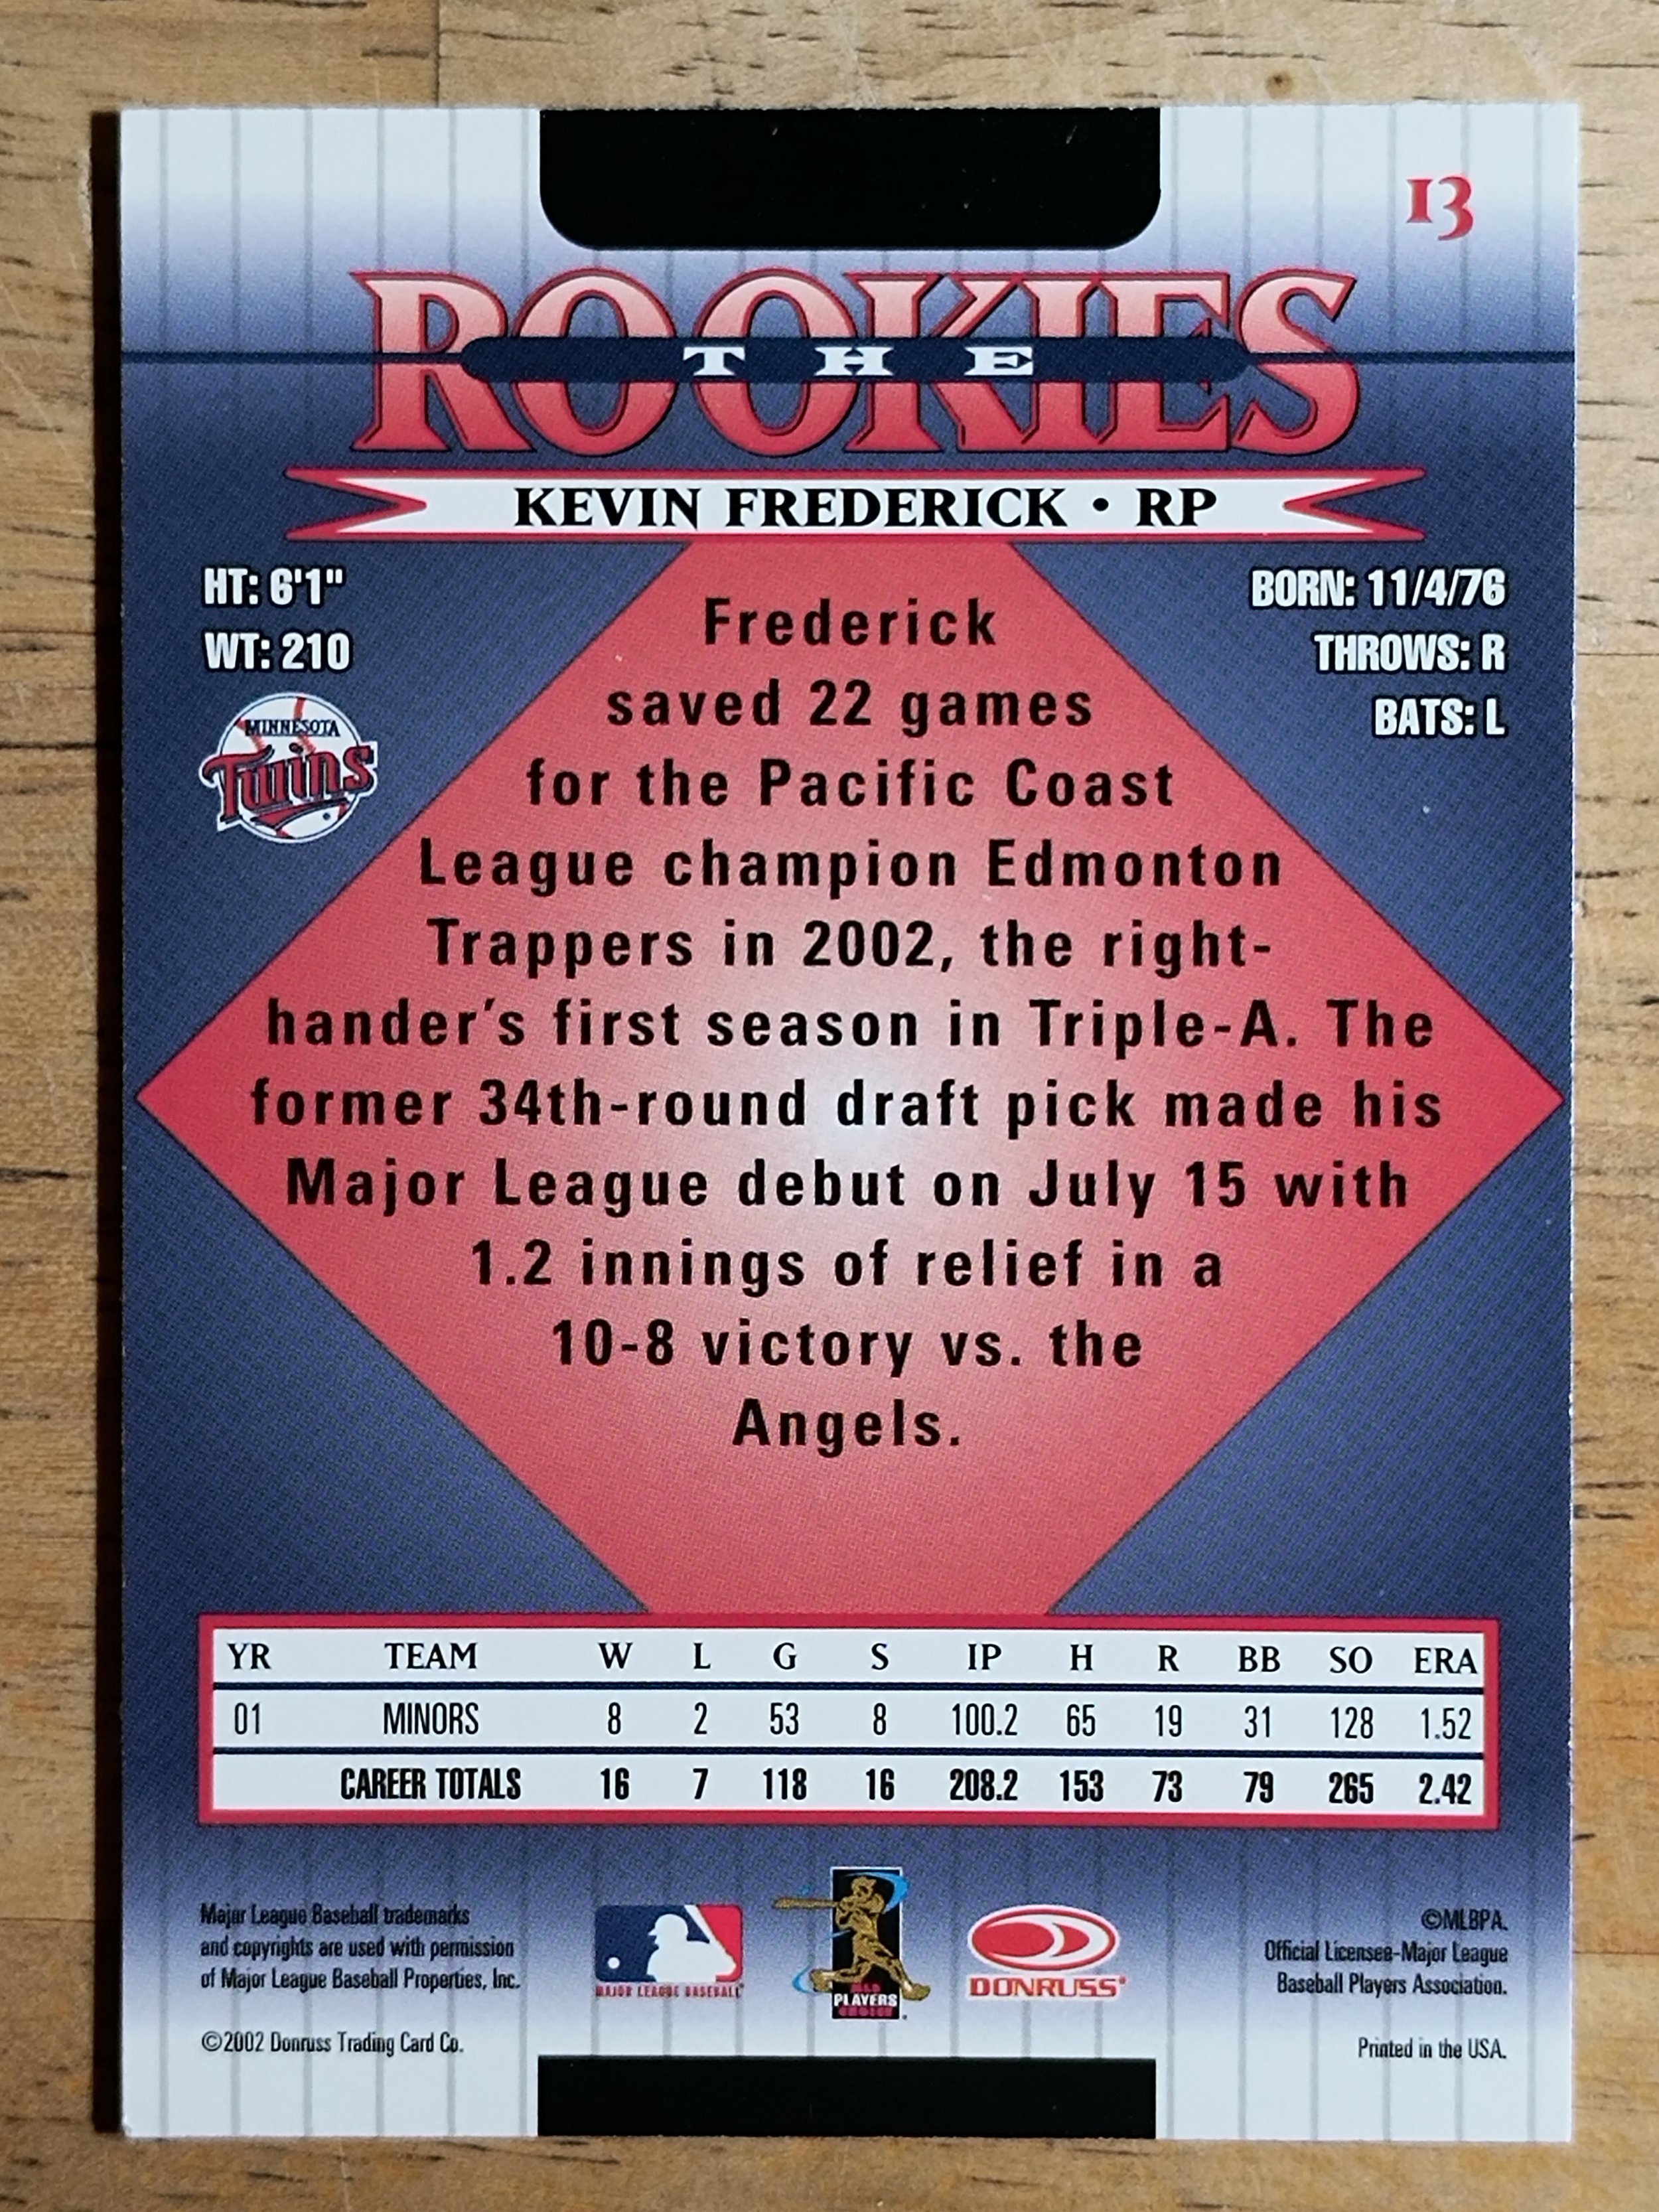 13
THE ROOKIES
KEVIN FREDERICK • RP
HT: 6'1"
WT: 210
MINNESOTA
Twins
BORN: 11/4/76
THROWS: R
BATS: L
Frederick
saved 22 games
for the Pacific Coast
League champion Edmonton
Trappers in 2002, the right-
hander's first season in Triple-A. The
former 34th-round draft pick made his
Major League debut on July 15 with
1.2 innings of relief in a
10-8 victory vs. the
Angels.
YR TEAM W L G S IP H R BB SO ERA
01 MINORS 8 2 53 8 100.2 65 19 31 128 1.52
CAREER TOTALS 16 7 118 16 208.2 153 73 79 265 2.42
Major League Baseball trademarks
and copyrights are used with permission
of Major League Baseball Properties, Inc.
©2002 Donruss Trading Card Co.
MAJOR LEAGUE BASEBALL
MLB
PLAYERS
CHOICE
DONRUSS
©MLBPA.
Official Licensee-Major League
Baseball Players Association.
Printed in the USA.